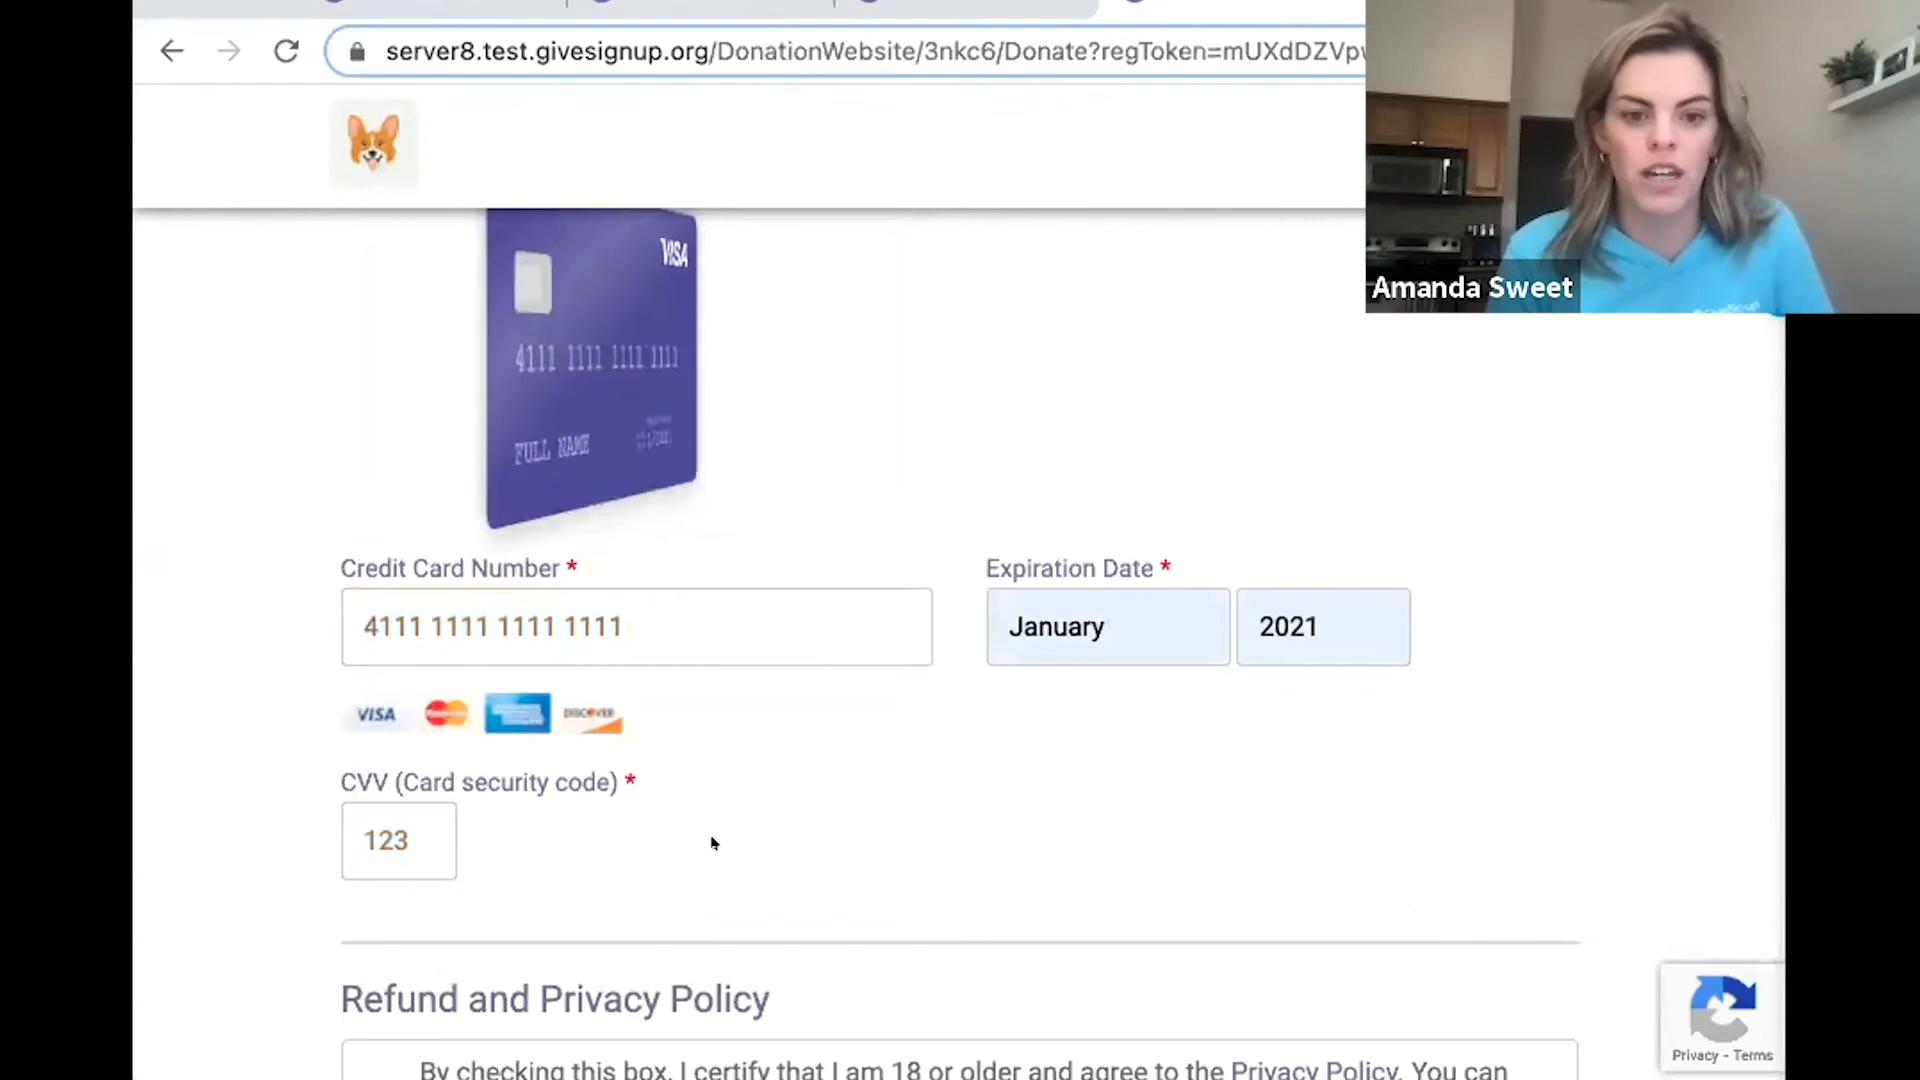 server8.test.givesignup.org/DonationWebsite/3nkc6/Donate?regToken=mUXdDZVpv
Amanda Sweet
VISA
4111 1111 1111 1111
FULL NAME
Credit Card Number *
Expiration Date *
4111 1111 1111 1111
January
2021
VISA
DISCOVER
CVV (Card security code) *
123
Refund and Privacy Policy
Privacy - Terms
By checking this box, I certify that I am 18 or older and agree to the Privacy Policy. You can